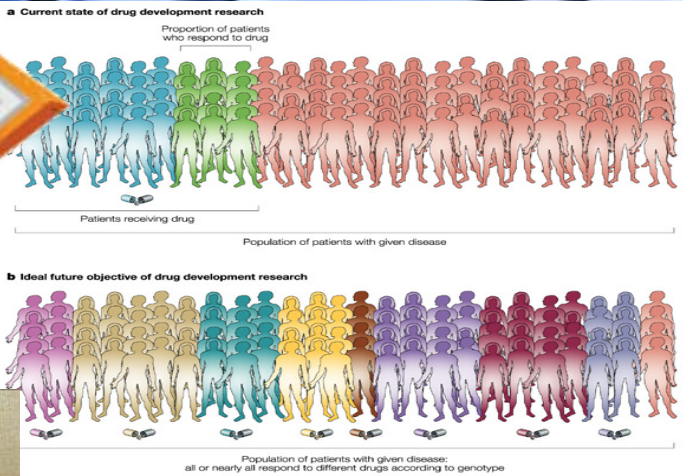 a Current state of drug development research
Proportion of patients
who respond to drug
Patients receiving drug
Population of patients with given disease
b Ideal future objective of drug development research
Population of patients with given disease:
all or nearly all respond to different drugs according to genotype